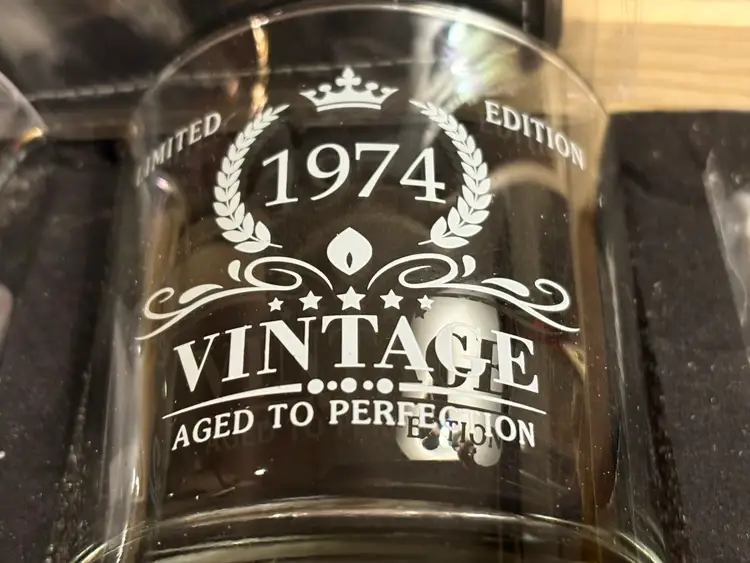 LIMITED EDITION
1974
VINTAGE
AGED TO PERFECTION